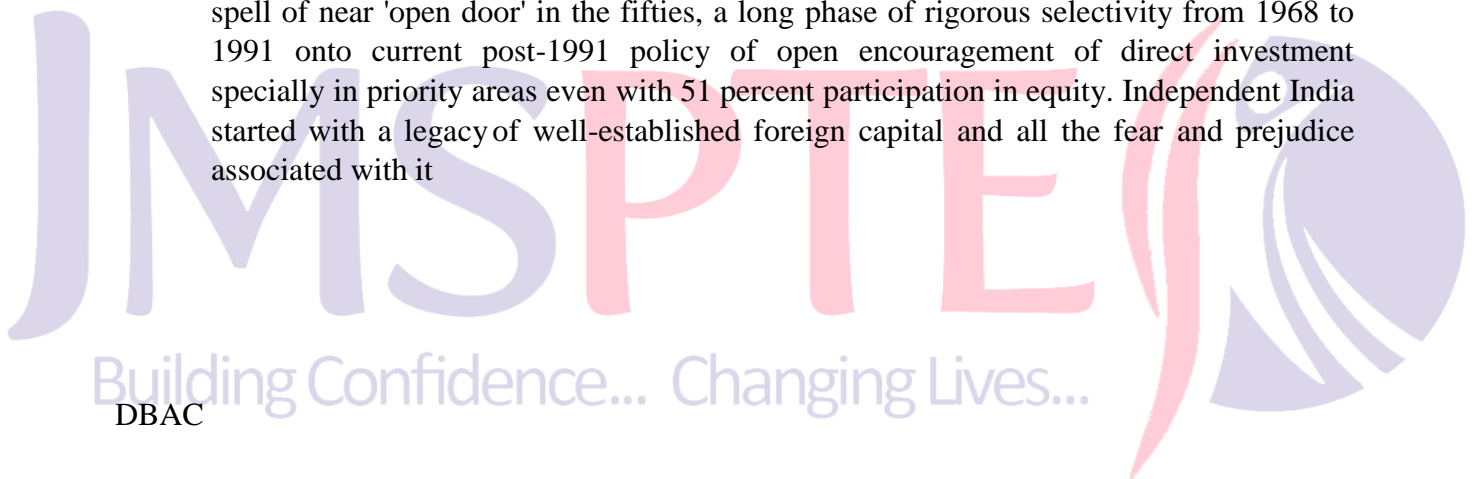 spell of near 'open door' in the fifties, a long phase of rigorous selectivity from 1968 to
1991 onto current post-1991 policy of open encouragement of direct investment
specially in priority areas even with 51 percent participation in equity. Independent India
started with a legacy of well-established foreign capital and all the fear and prejudice
associated with it
JMSPTE
Building Confidence... Changing Lives...
DBAC